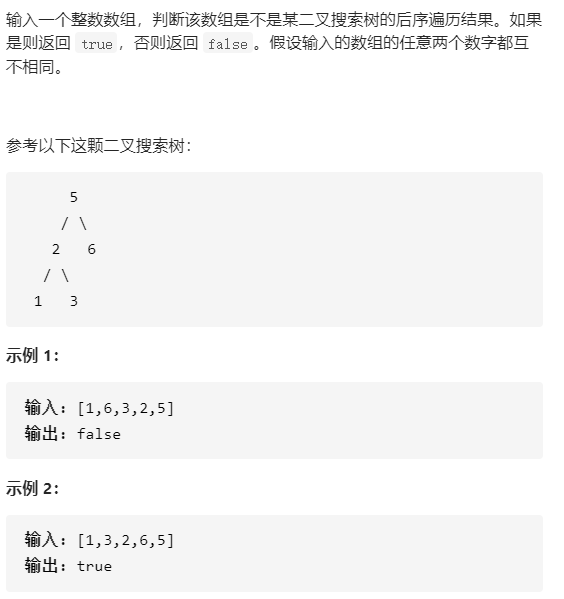 输入一个整数数组，判断该数组是不是某二叉搜索树的后序遍历结果。如果
是则返回 true，否则返回 false。假设输入的数组的任意两个数字都互
不相同。
参考以下这颗二叉搜索树：
5
/ \
2 6
/ \
1 3
示例 1：
输入：[1,6,3,2,5]
输出：false
示例 2：
输入：[1,3,2,6,5]
输出：true